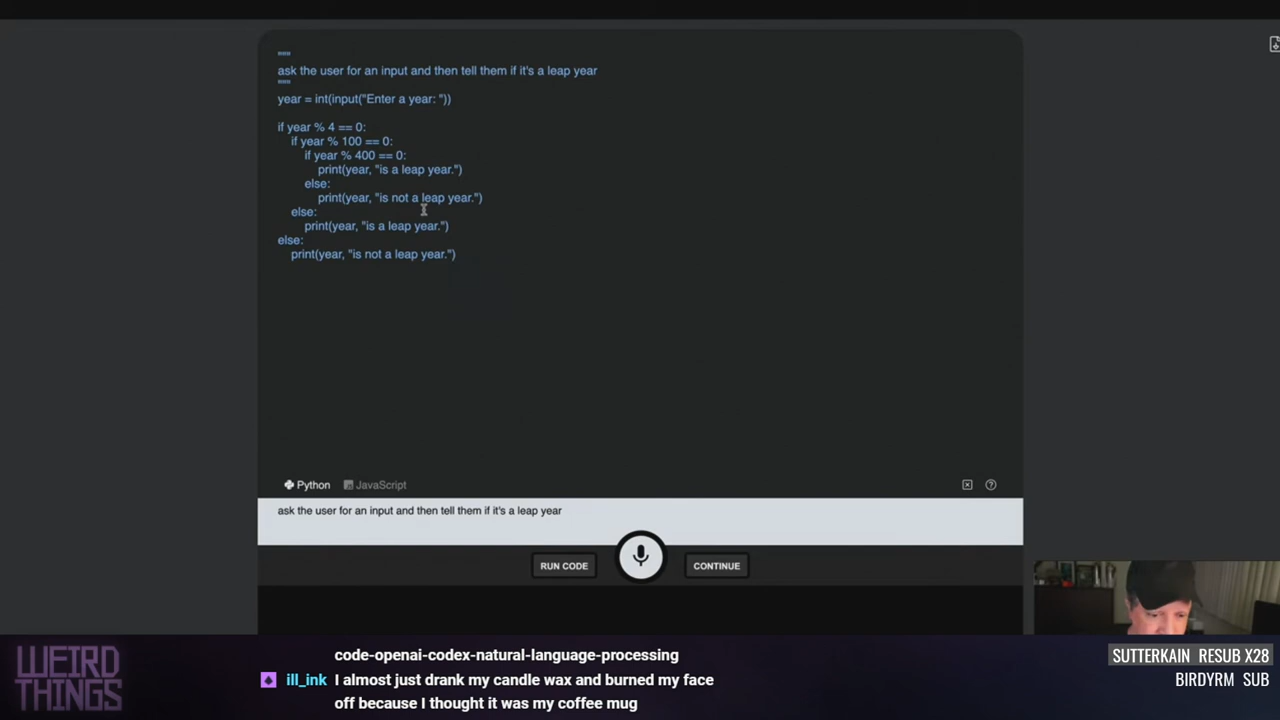 """
ask the user for an input and then tell them if it's a leap year
"""
year = int(input("Enter a year: "))
if year % 4 == 0:
if year % 100 == 0:
if year % 400 == 0:
print(year, "is a leap year.")
else:
print(year, "is not a leap year.")
else:
print(year, "is a leap year.")
else:
print(year, "is not a leap year.")
Python JavaScript
ask the user for an input and then tell them if it's a leap year
RUN CODE CONTINUE
WEIRD
THINGS
code-openai-codex-natural-language-processing
ill_ink I almost just drank my candle wax and burned my face
off because I thought it was my coffee mug
SUTTERKAIN RESUB X28
BIRDYRM SUB